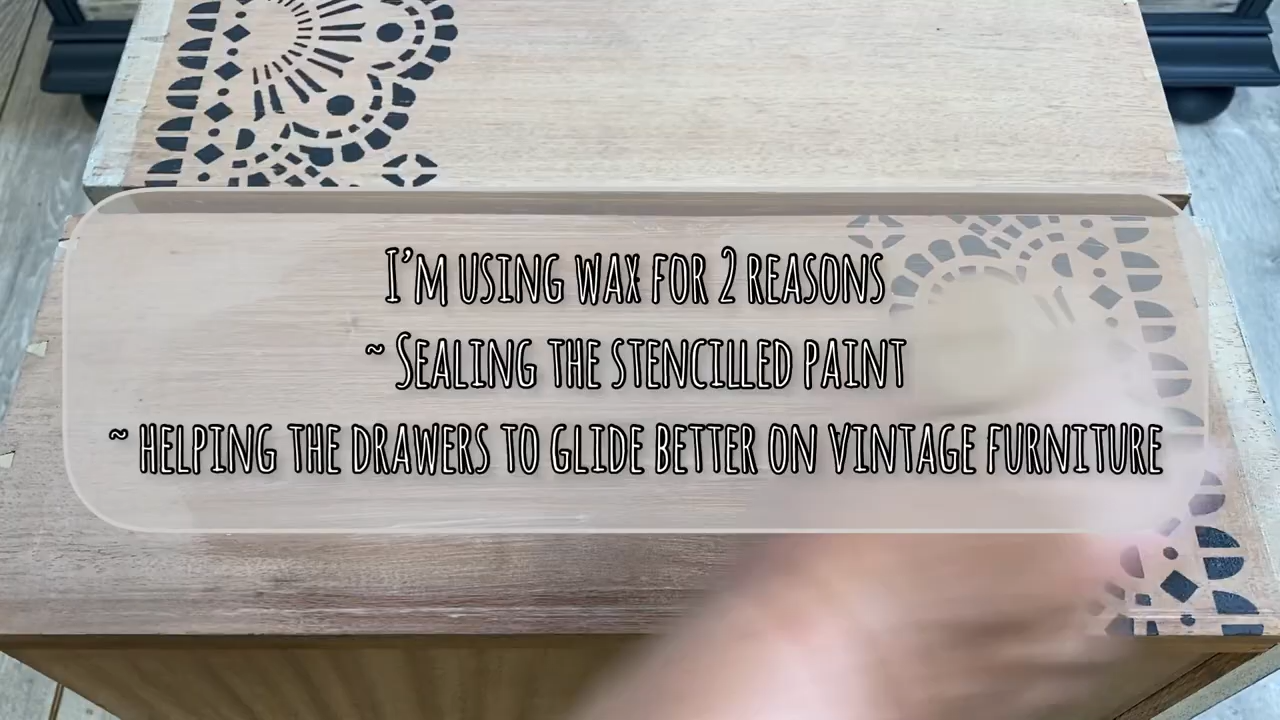 I'm using wax for 2 reasons
~ Sealing the stencilled paint
~ helping the drawers to glide better on vintage furniture